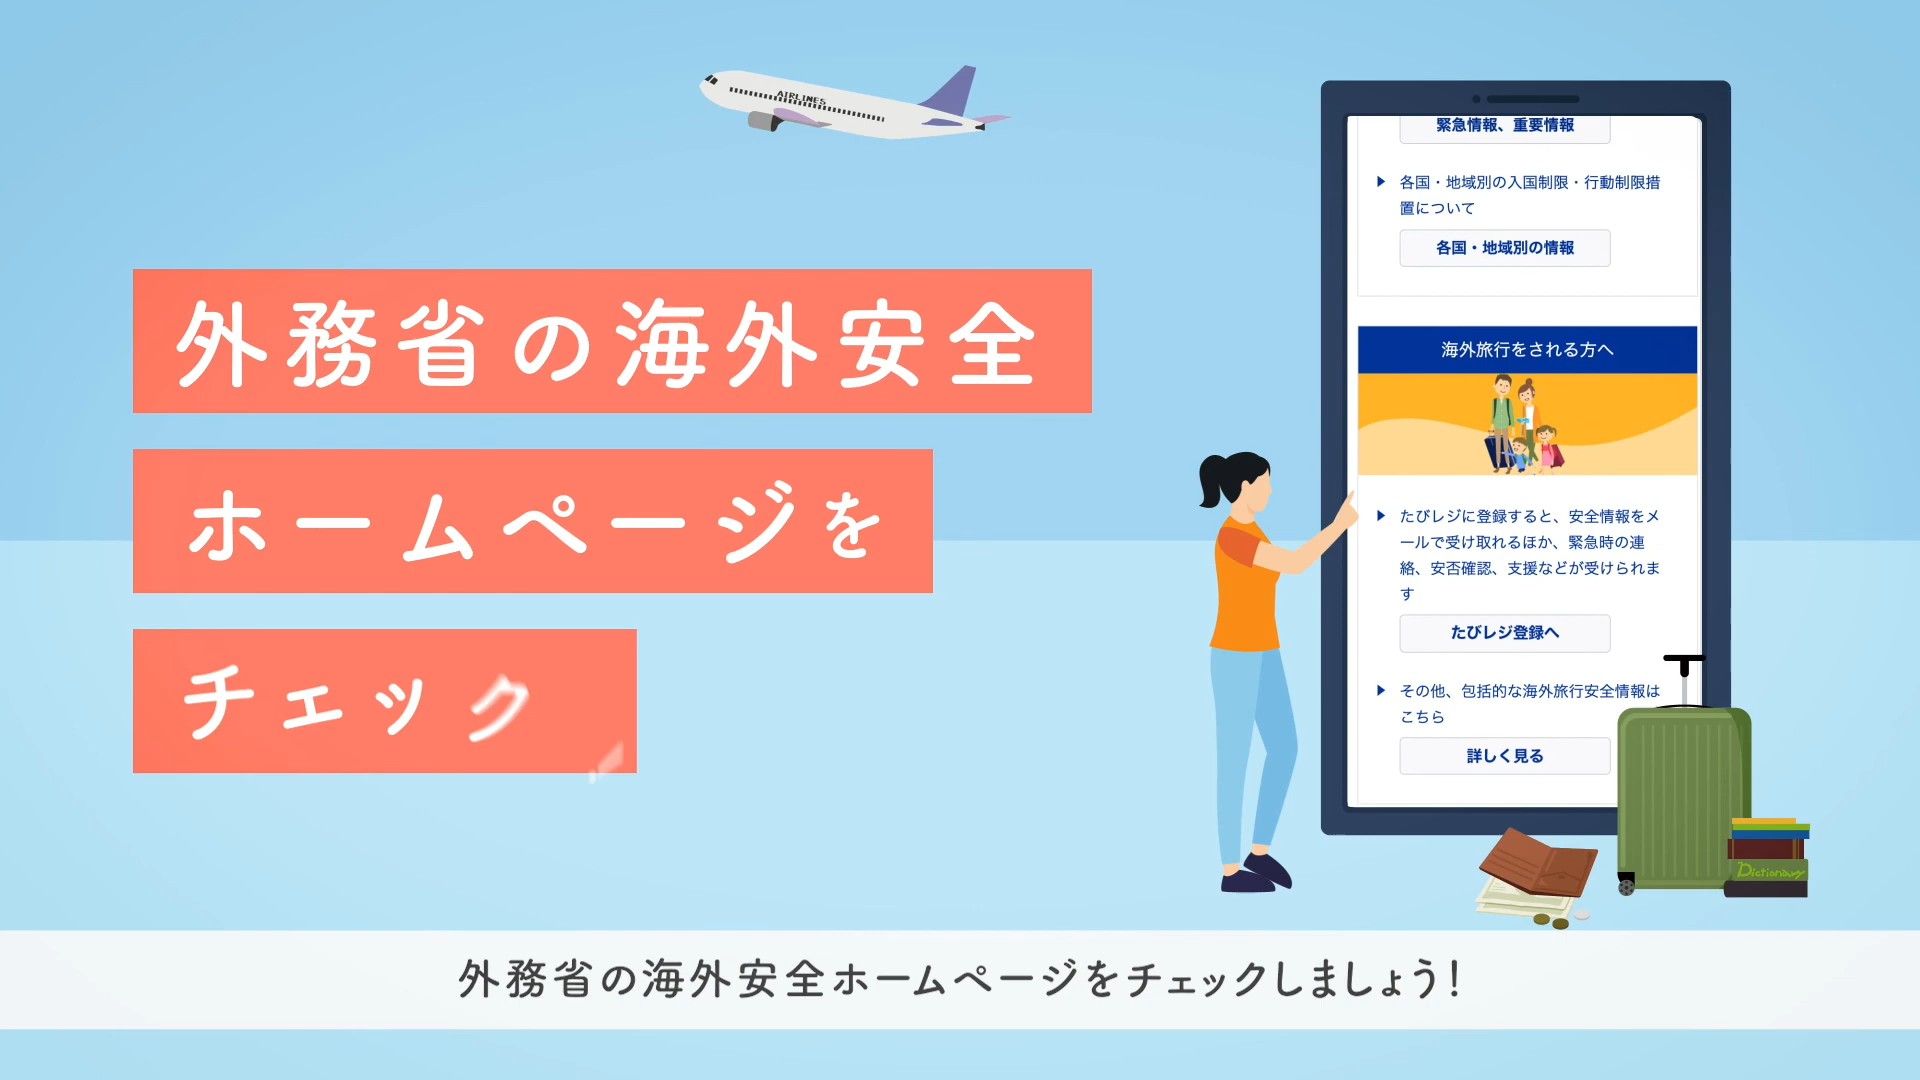 AIRLINES
外務省の海外安全
ホームページを
チェック
緊急情報、重要情報
各国・地域別の入国制限・行動制限措
置について
各国・地域別の情報
海外旅行をされる方へ
たびレジに登録すると、安全情報をメ
ールで受け取れるほか、緊急時の連
絡、安否確認、支援などが受けられま
す
たびレジ登録へ
その他、包括的な海外旅行安全情報は
こちら
詳しく見る
Dictionary
外務省の海外安全ホームページをチェックしましょう!